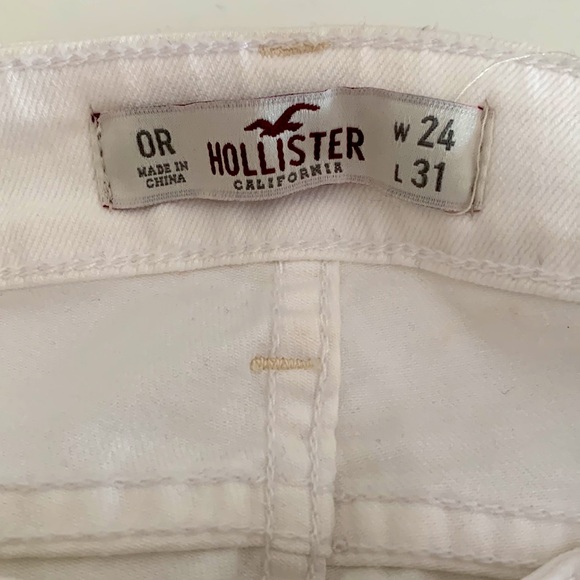 0R
MADE IN
CHINA
HOLLISTER
CALIFORNIA
W 24
L 31